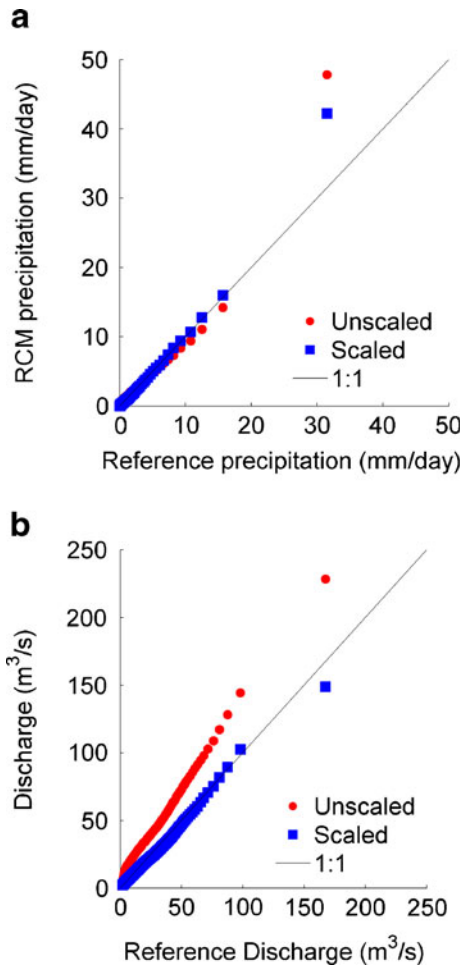 a
50
40
30
20
10
0
RCM precipitation (mm/day)
Unscaled
Scaled
1:1
0 10 20 30 40 50
Reference precipitation (mm/day)
b
250
200
150
100
50
0
Discharge (m³/s)
Unscaled
Scaled
1:1
0 50 100 150 200 250
Reference Discharge (m³/s)